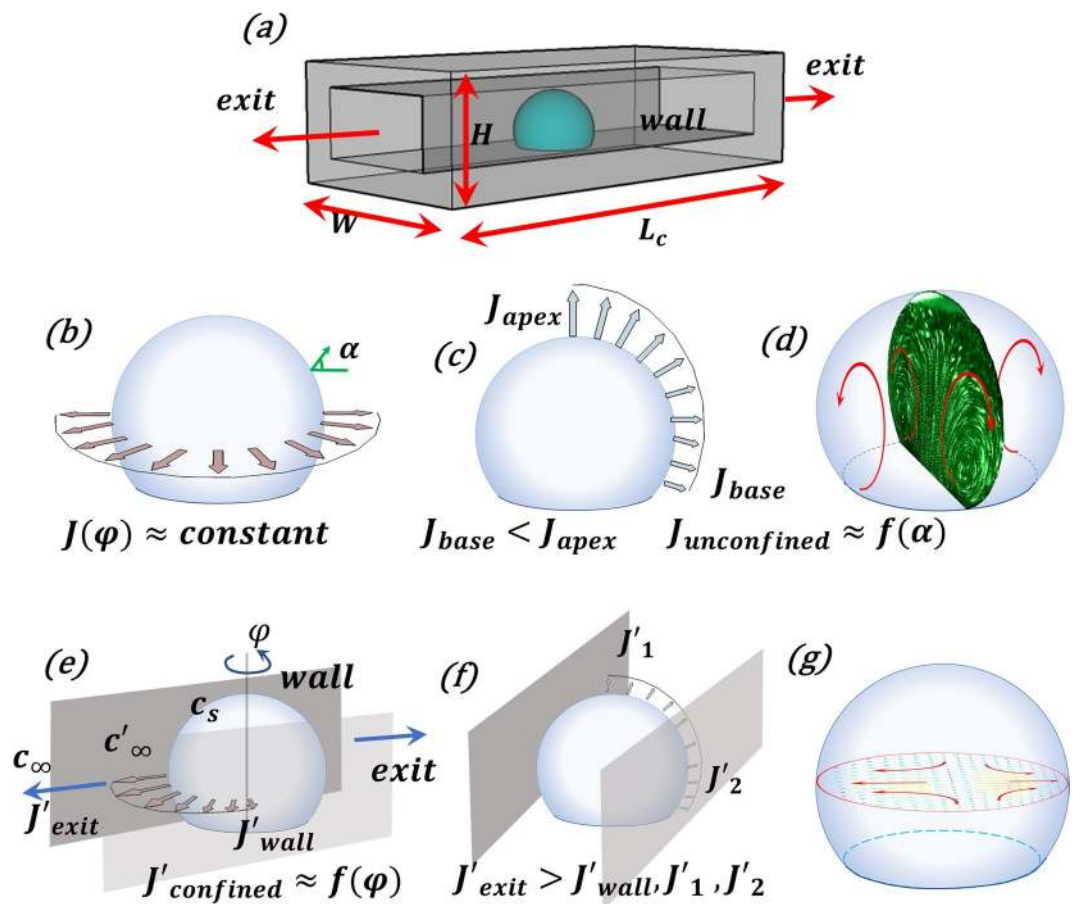 (a)
exit
exit
wall
H
W
L_c
(b)
α
J(φ) ≈ constant
(c)
J_apex
J_base
J_base < J_apex
(d)
J_unconfined ≈ f(α)
(e)
φ
wall
c_s
c'_∞
c_∞
exit
J'_exit
J'_wall
J'_confined ≈ f(φ)
(f)
J'_1
J'_2
J'_exit > J'_wall, J'_1, J'_2
(g)